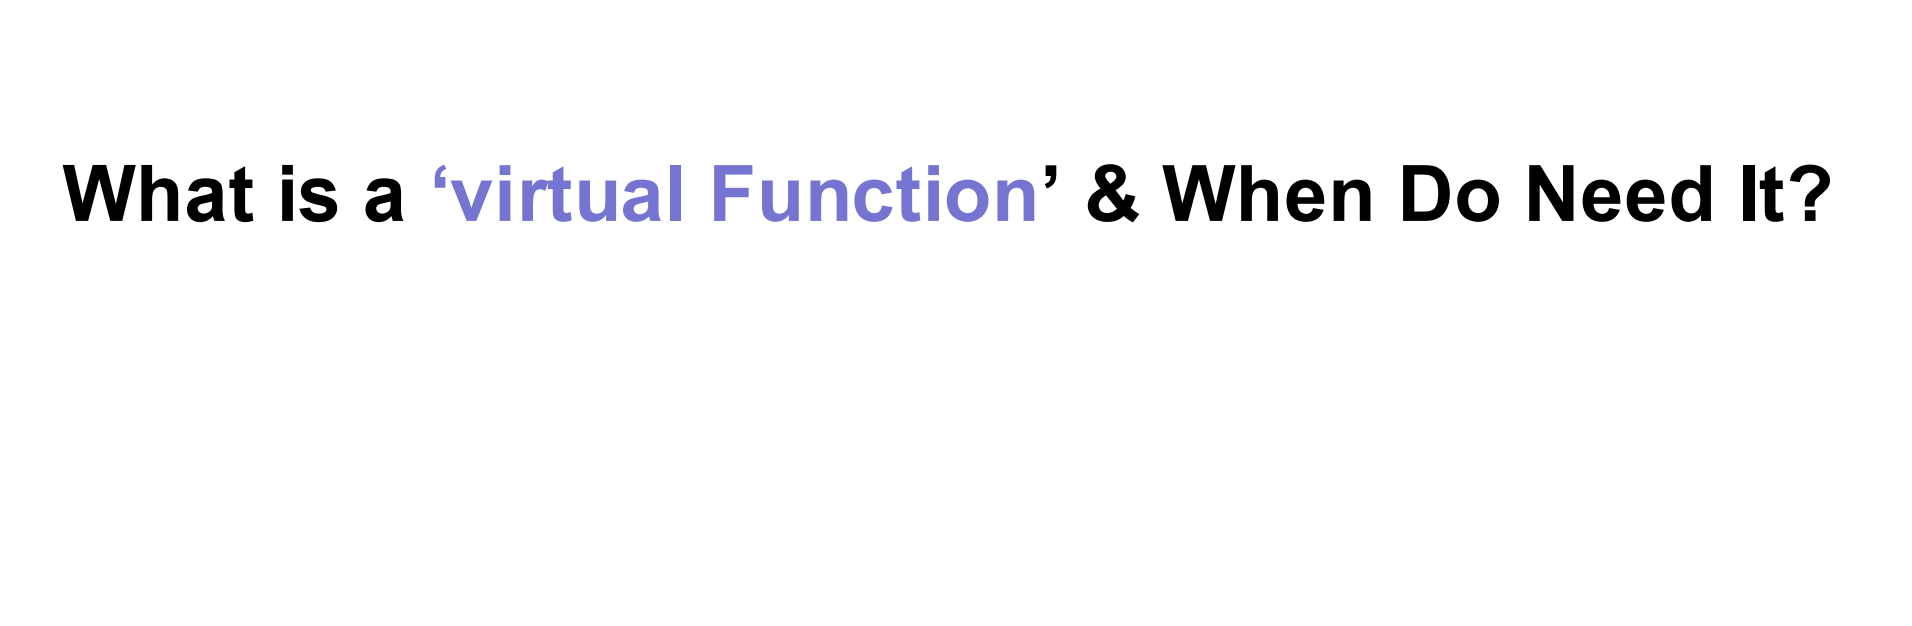 What is a ‘virtual Function’ & When Do Need It?